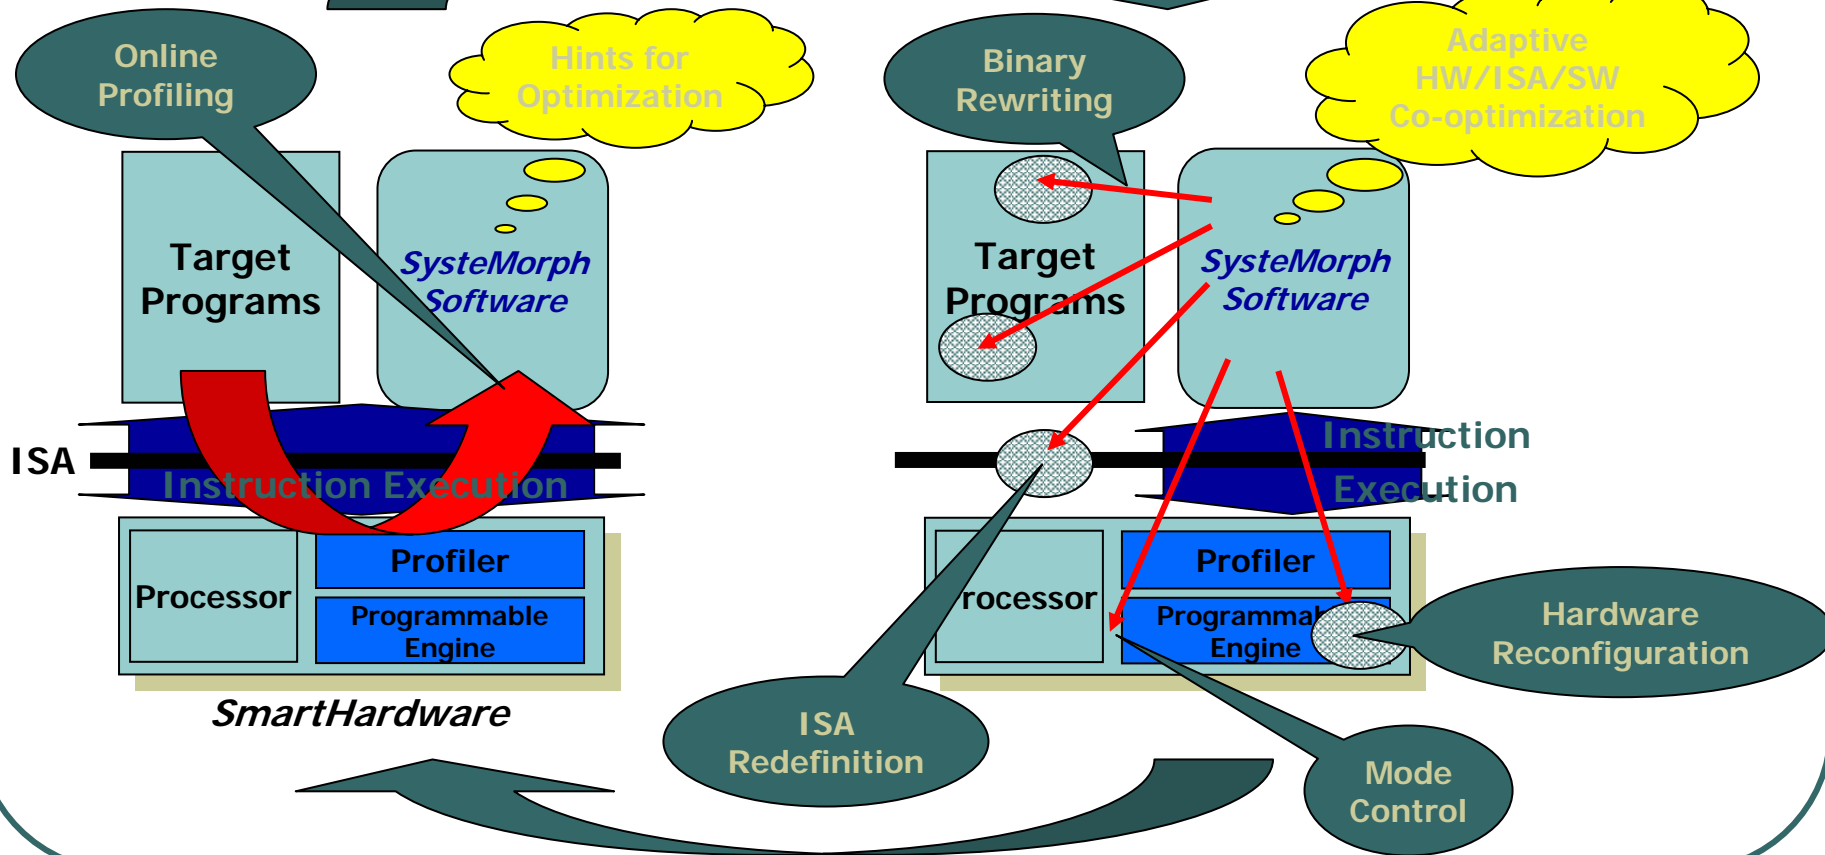 Online
Profiling
Hints for
Optimization
Target
Programs
SysteMorph
Software
ISA
Instruction Execution
Processor
Profiler
Programmable
Engine
SmartHardware
Binary
Rewriting
Adaptive
HW/ISA/SW
Co-optimization
Target
Programs
SysteMorph
Software
Instruction
Execution
rocessor
Profiler
Programmab
Engine
Hardware
Reconfiguration
ISA
Redefinition
Mode
Control